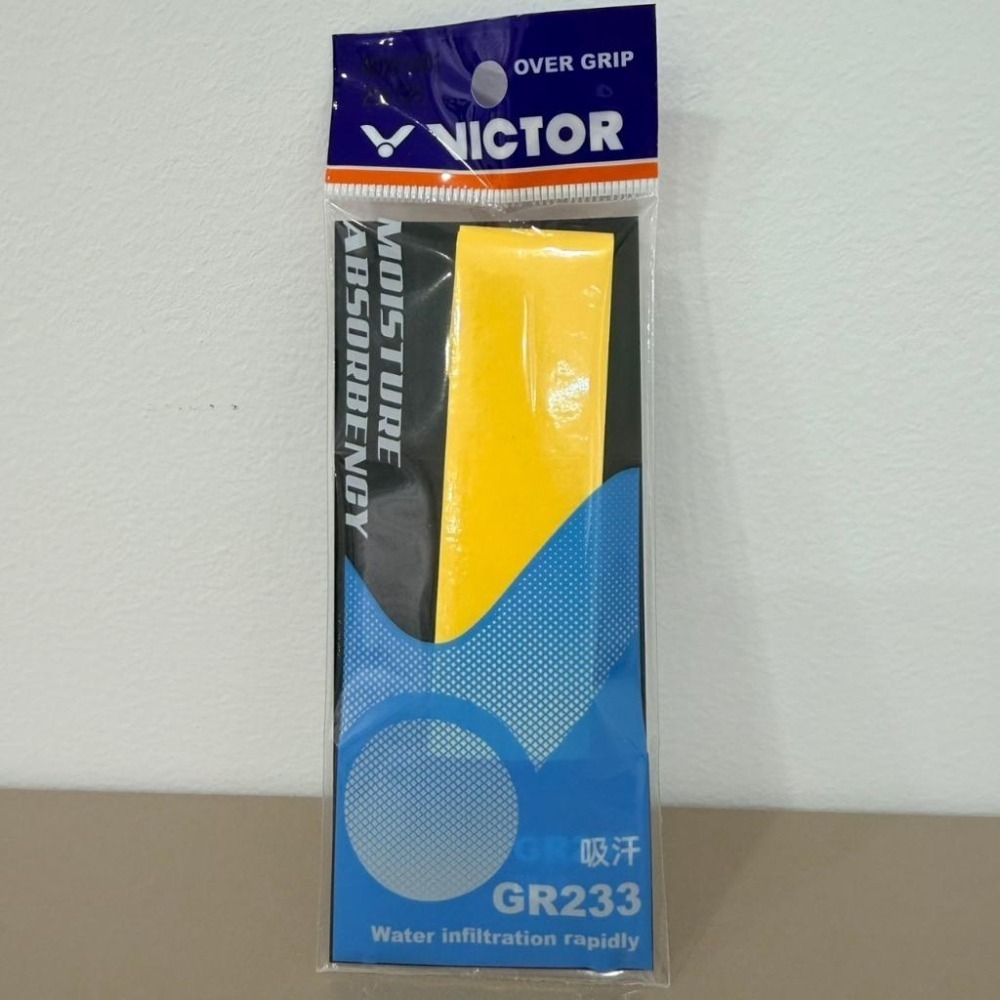 OVER GRIP
VICTOR
MOISTURE
ABSORBENCY
吸汗
GR233
Water infiltration rapidly